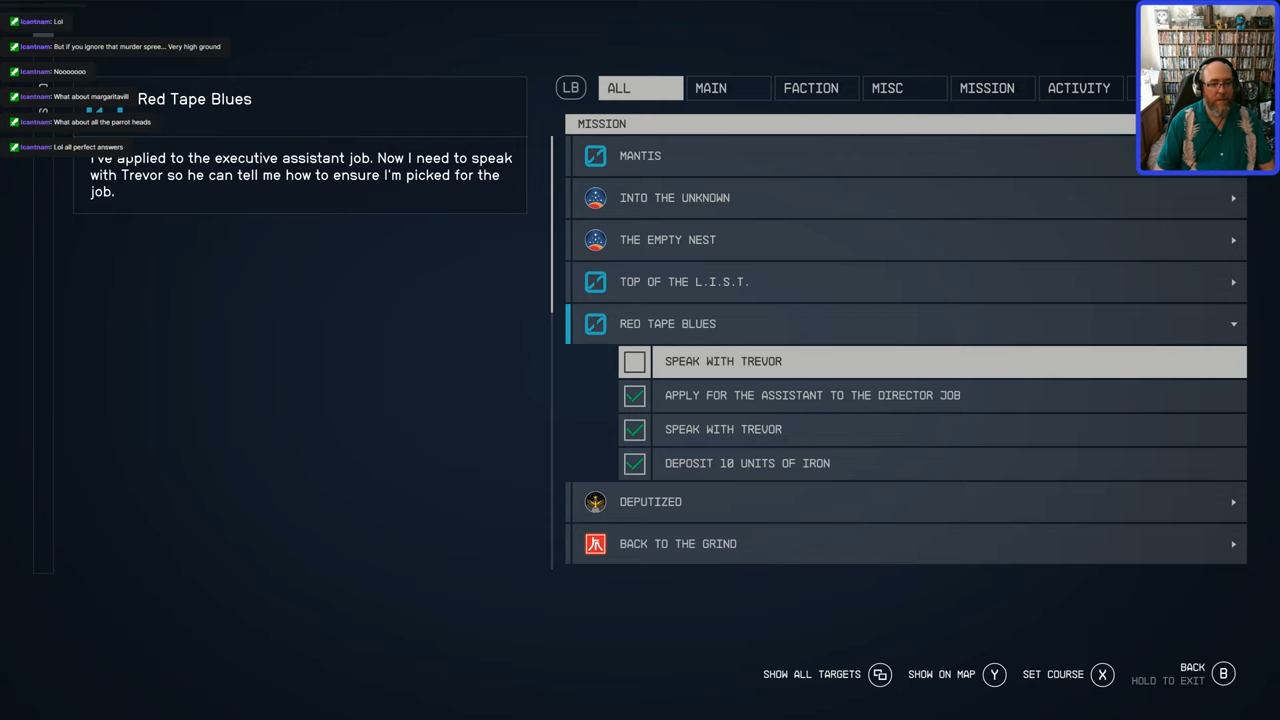 Icantnam: Lol
Icantnam: But if you ignore that murder spree... Very high ground
Icantnam: Nooooooo
Icantnam: What about margaritavill
Icantnam: What about all the parrot heads
Icantnam: Lol all perfect answers
Red Tape Blues
I've applied to the executive assistant job. Now I need to speak
with Trevor so he can tell me how to ensure I'm picked for the
job.
LB
ALL
MAIN
FACTION
MISC
MISSION
ACTIVITY
MISSION
MANTIS
INTO THE UNKNOWN
THE EMPTY NEST
TOP OF THE L.I.S.T.
RED TAPE BLUES
SPEAK WITH TREVOR
APPLY FOR THE ASSISTANT TO THE DIRECTOR JOB
SPEAK WITH TREVOR
DEPOSIT 10 UNITS OF IRON
DEPUTIZED
BACK TO THE GRIND
SHOW ALL TARGETS
SHOW ON MAP Y
SET COURSE X
BACK B
HOLD TO EXIT